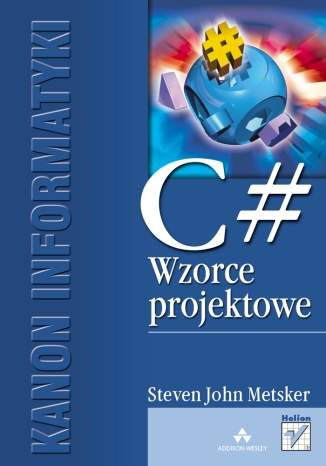 KANON INFORMATYKI
#
C#
Wzorce
projektowe
Steven John Metsker
ADDISON-WESLEY
Helion